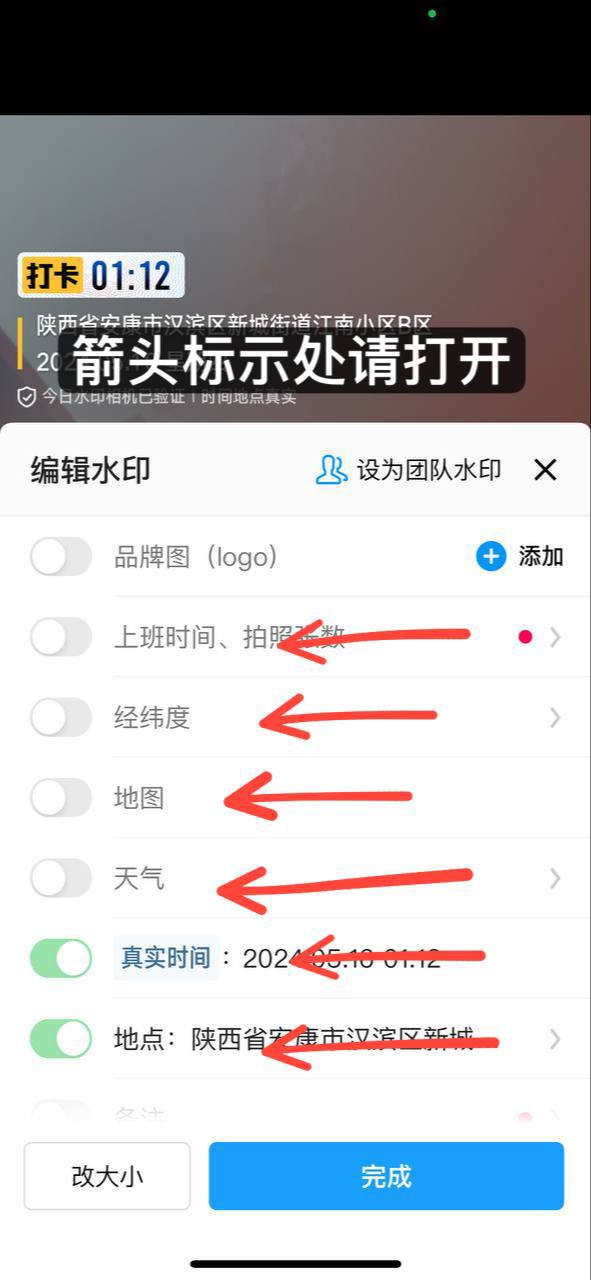 打卡 01:12
陕西省安康市汉滨区新城街道江南小区B区
202
箭头标示处请打开
今日水印相机已验证 | 时间地点真实
编辑水印
设为团队水印
品牌图（logo）
添加
上班时间、拍照张数
经纬度
地图
天气
真实时间：2024.05.16 01:12
地点：陕西省安康市汉滨区新城...
备注
改大小
完成